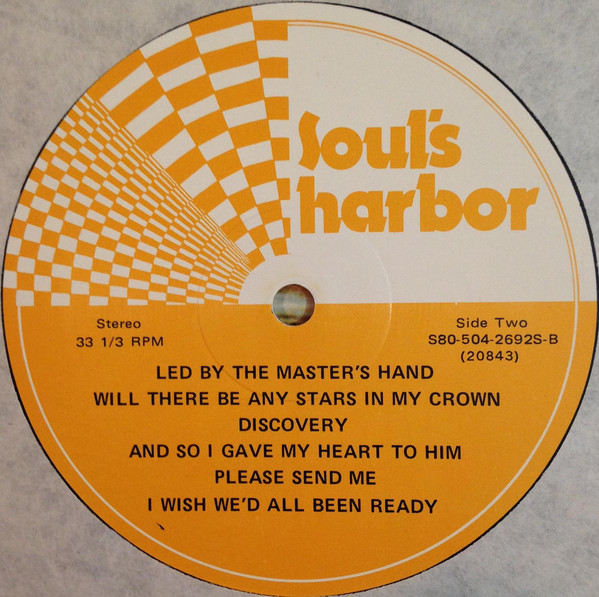 Soul's
harbor
Stereo
33 1/3 RPM
Side Two
S80-504-2692S-B
(20843)
LED BY THE MASTER'S HAND
WILL THERE BE ANY STARS IN MY CROWN
DISCOVERY
AND SO I GAVE MY HEART TO HIM
PLEASE SEND ME
I WISH WE'D ALL BEEN READY